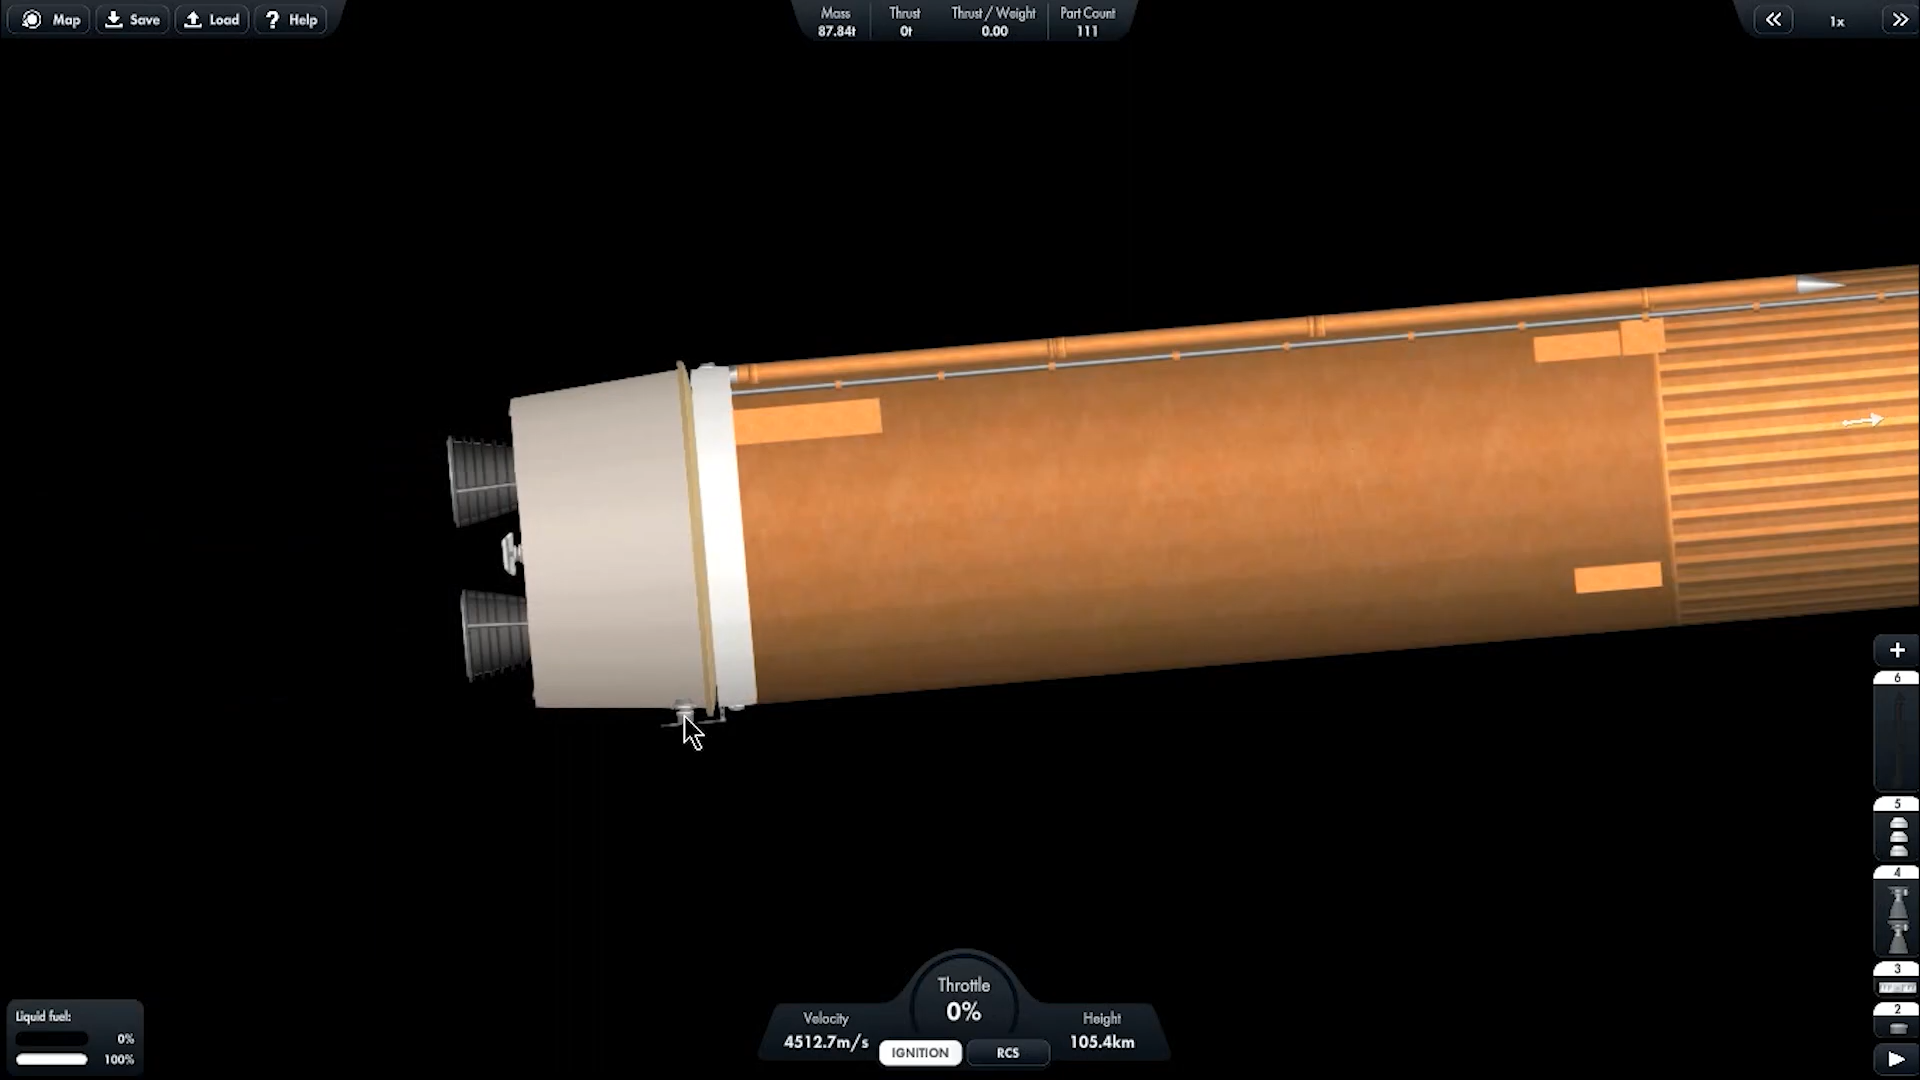 Map
Save
Load
Help
Mass
87.84t
Thrust
0t
Thrust / Weight
0.00
Part Count
111
1x
6
5
4
3
2
Liquid fuel:
0%
100%
Throttle
0%
Velocity
4512.7m/s
Height
105.4km
IGNITION
RCS